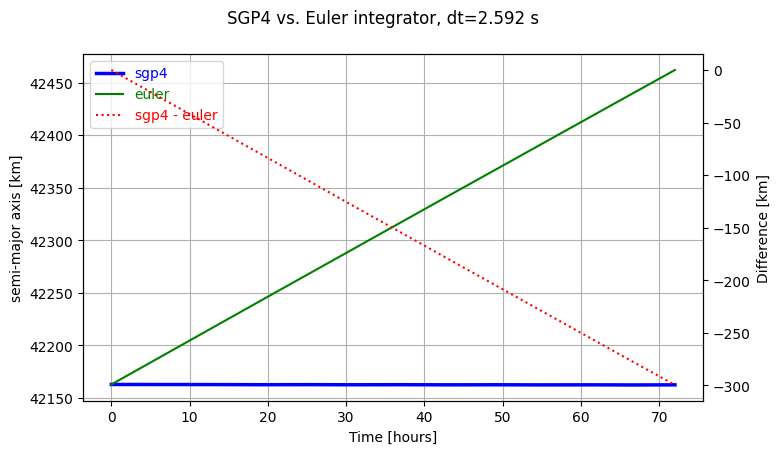 SGP4 vs. Euler integrator, dt=2.592 s
sgp4
euler
sgp4 - euler
semi-major axis [km]
42450
42400
42350
42300
42250
42200
42150
0
−50
−100
−150
−200
−250
−300
Difference [km]
0 10 20 30 40 50 60 70
Time [hours]